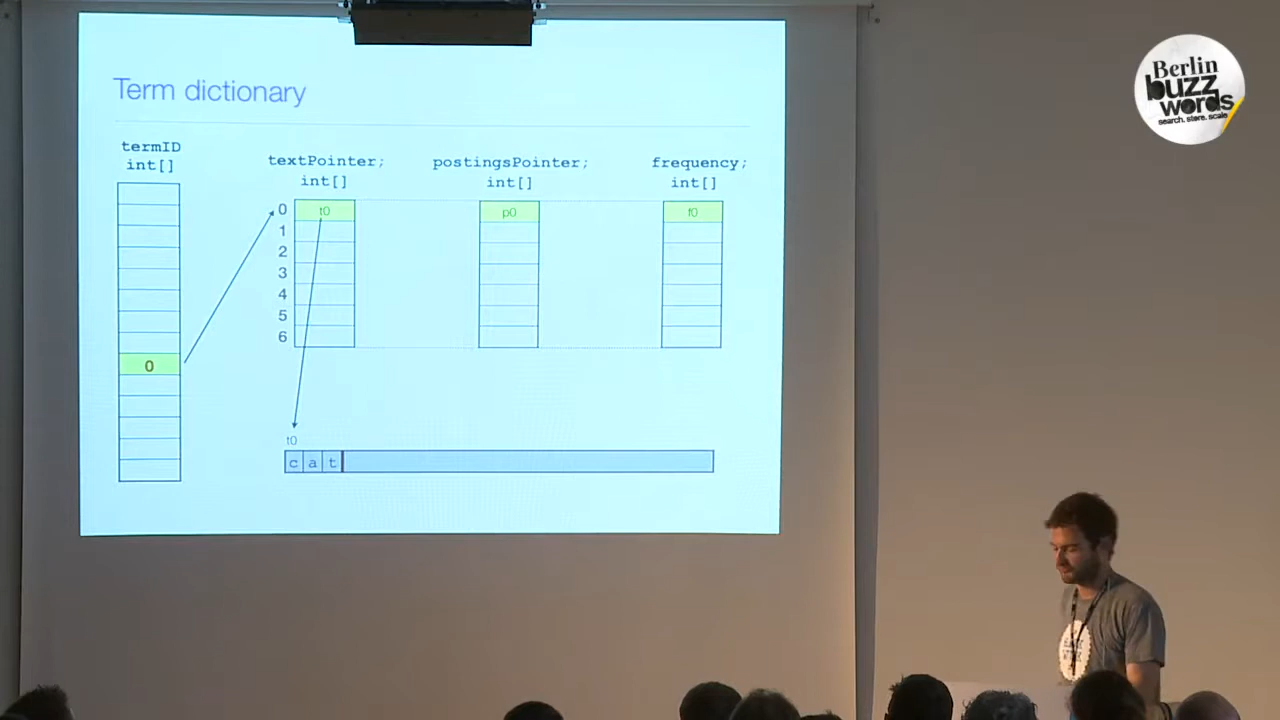 Term dictionary
termID
int[]
textPointer;
int[]
postingsPointer;
int[]
frequency;
int[]
0
1
2
3
4
5
6
t0
p0
f0
0
t0
c a t
Berlin
buzz
words
search. store. scale